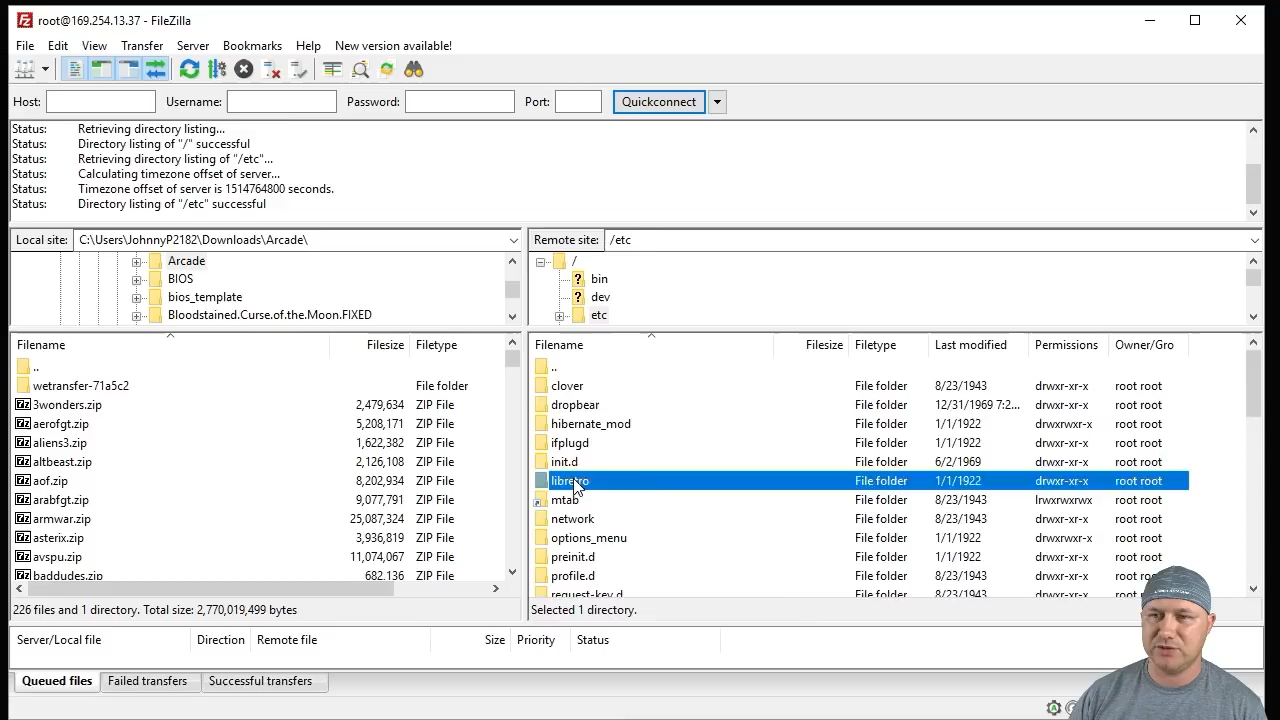 root@169.254.13.37 - FileZilla
File Edit View Transfer Server Bookmarks Help New version available!
Host: Username: Password: Port: Quickconnect
Status: Retrieving directory listing...
Status: Directory listing of "/" successful
Status: Retrieving directory listing of "/etc"...
Status: Calculating timezone offset of server...
Status: Timezone offset of server is 1514764800 seconds.
Status: Directory listing of "/etc" successful
Local site: C:\Users\JohnnyP2182\Downloads\Arcade\
Arcade
BIOS
bios_template
Bloodstained.Curse.of.the.Moon.FIXED
Remote site: /etc
/
bin
dev
etc
Filename Filesize Filetype
..
wetransfer-71a5c2 File folder
3wonders.zip 2,479,634 ZIP File
aerofgt.zip 5,208,171 ZIP File
aliens3.zip 1,622,382 ZIP File
altbeast.zip 2,126,108 ZIP File
aof.zip 8,202,934 ZIP File
arabfgt.zip 9,077,791 ZIP File
armwar.zip 25,087,324 ZIP File
asterix.zip 3,936,819 ZIP File
avspu.zip 11,074,067 ZIP File
baddudes.zip 682,136 ZIP File
226 files and 1 directory. Total size: 2,770,019,499 bytes
Filename Filesize Filetype Last modified Permissions Owner/Gro
..
clover File folder 8/23/1943 drwxr-xr-x root root
dropbear File folder 12/31/1969 7:2... drwxr-xr-x root root
hibernate_mod File folder 1/1/1922 drwxrwxr-x root root
ifplugd File folder 1/1/1922 drwxr-xr-x root root
init.d File folder 6/2/1969 drwxr-xr-x root root
libretro File folder 1/1/1922 drwxr-xr-x root root
mtab File folder 8/23/1943 lrwxrwxrwx root root
network File folder 8/23/1943 drwxr-xr-x root root
options_menu File folder 1/1/1922 drwxrwxr-x root root
preinit.d File folder 1/1/1922 drwxr-xr-x root root
profile.d File folder 8/23/1943 drwxr-xr-x root root
request-key.d File folder 8/23/1943 drwxr-xr-x root root
Selected 1 directory.
Server/Local file Direction Remote file Size Priority Status
Queued files Failed transfers Successful transfers